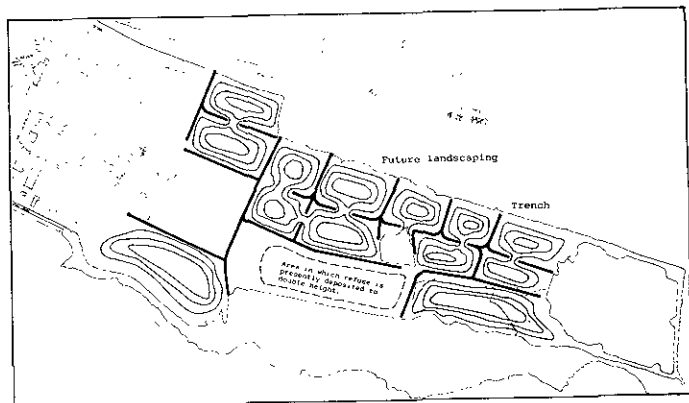 Future landscaping
Trench
Area in which refuse is
presently deposited to
double height.